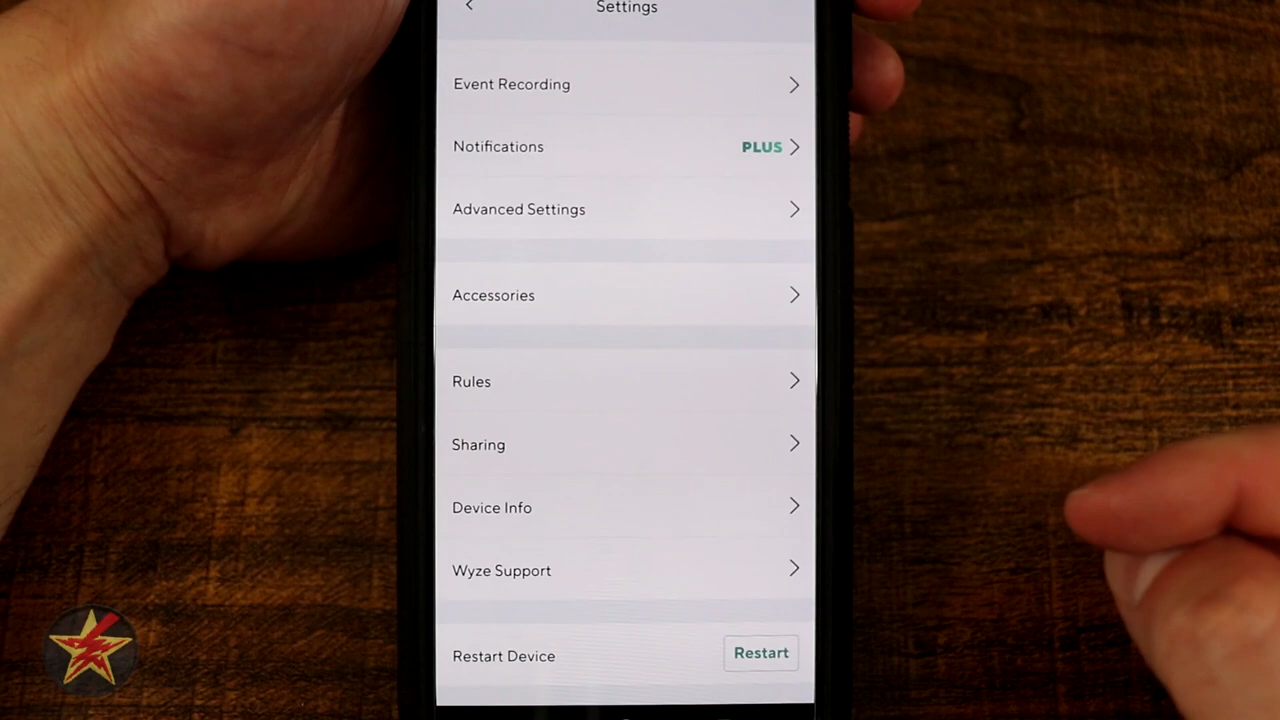 Settings
Event Recording
Notifications PLUS
Advanced Settings
Accessories
Rules
Sharing
Device Info
Wyze Support
Restart Device Restart